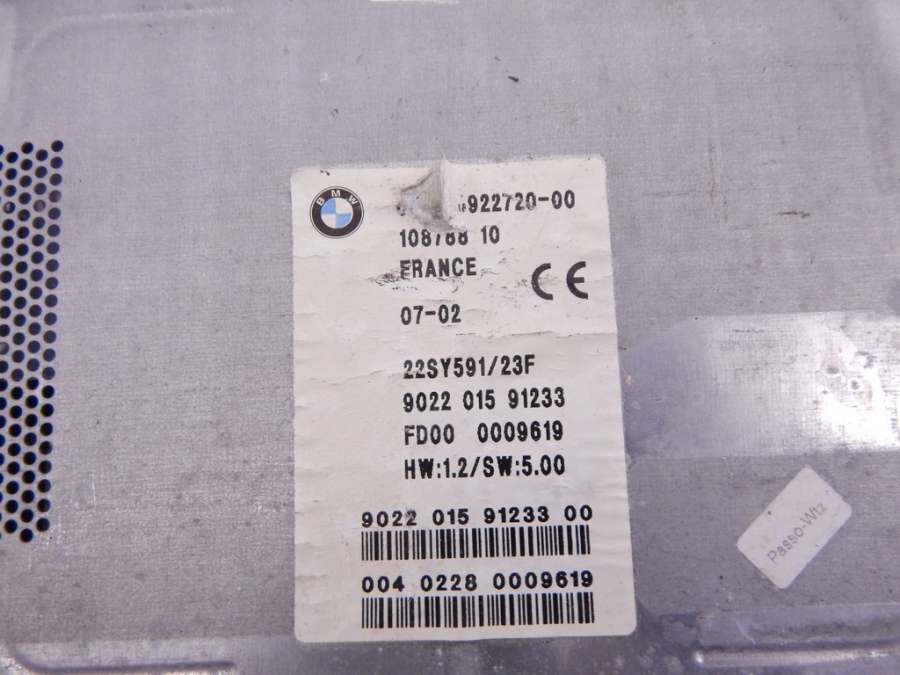 BMW
922720-00
108788 10
FRANCE
CE
07-02
22SY591/23F
9022 015 91233
FD00 0009619
HW:1.2/SW:5.00
9022 015 91233 00
004 0228 0009619
Passo-Wtz